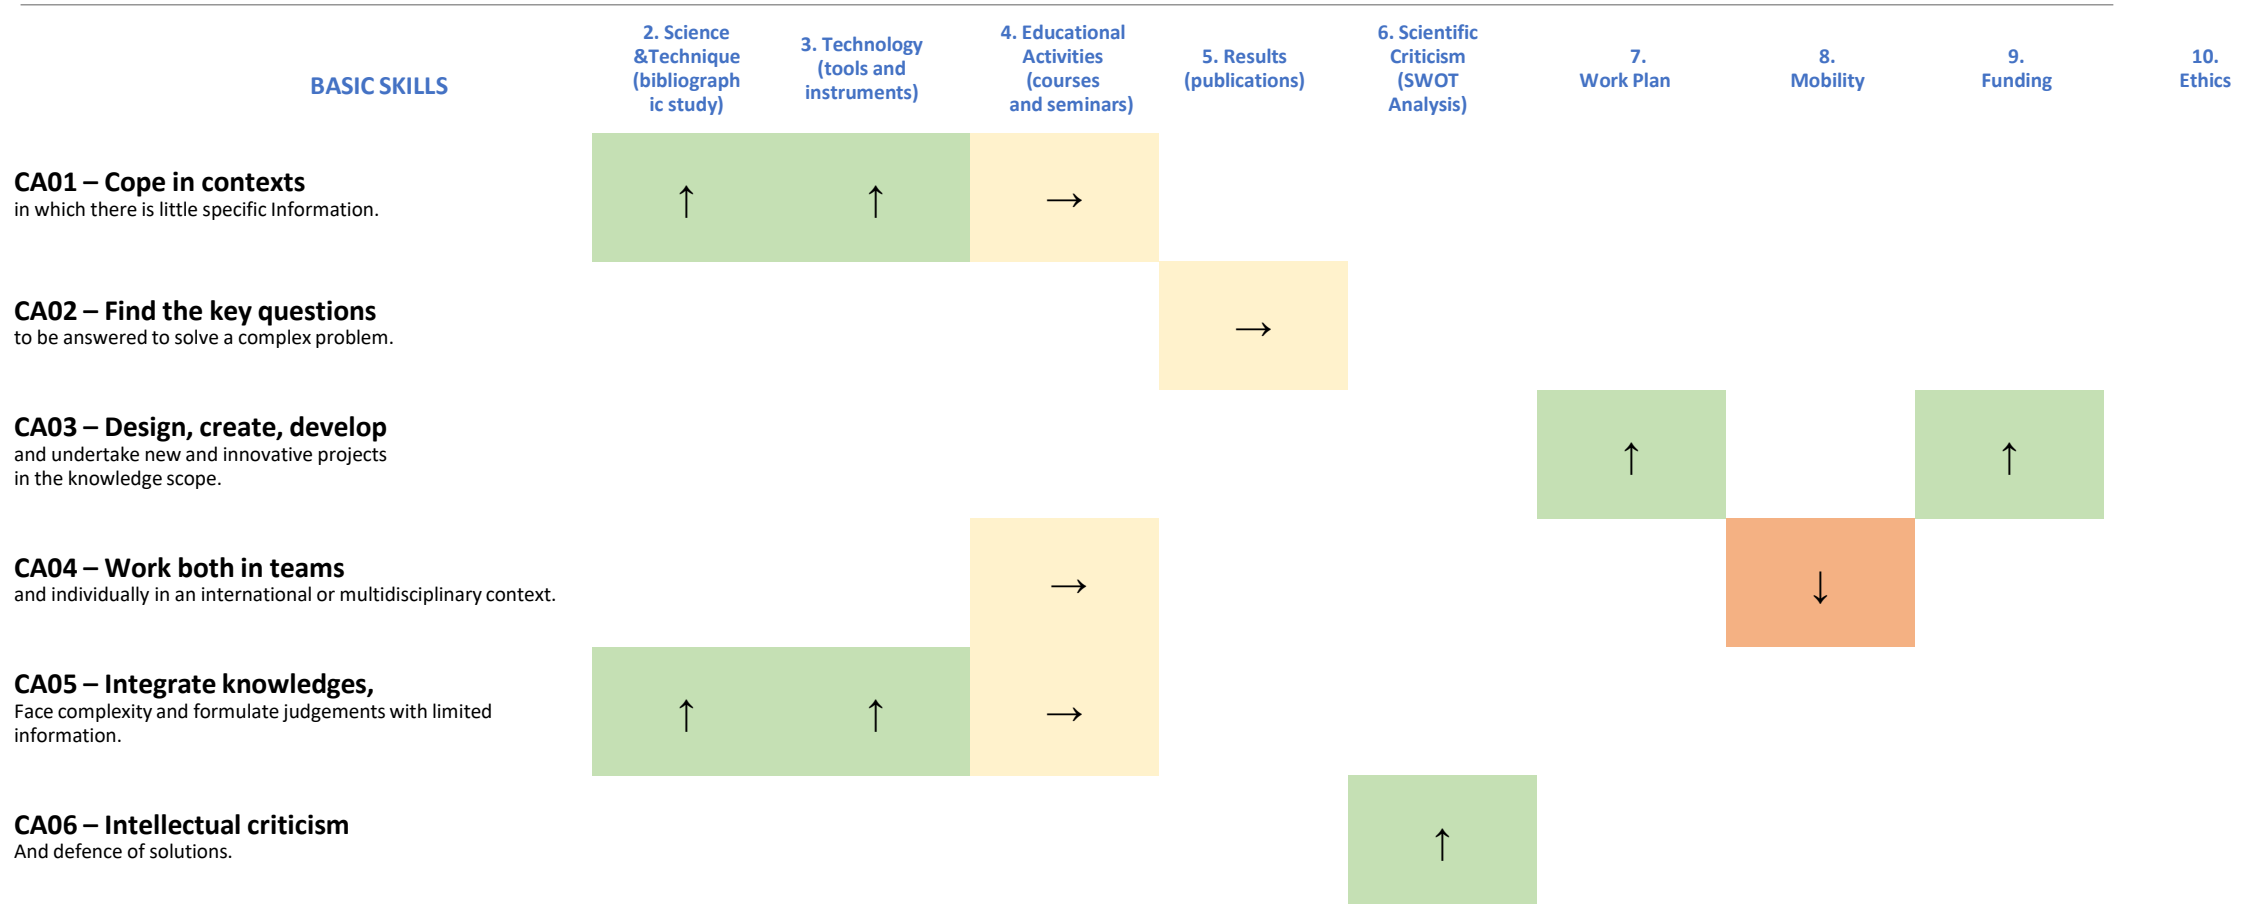 BASIC SKILLS
2. Science
&Technique
(bibliograph
ic study)
3. Technology
(tools and
instruments)
4. Educational
Activities
(courses
and seminars)
5. Results
(publications)
6. Scientific
Criticism
(SWOT
Analysis)
7.
Work Plan
8.
Mobility
9.
Funding
10.
Ethics
CA01 – Cope in contexts
in which there is little specific Information.
↑ ↑ →
CA02 – Find the key questions
to be answered to solve a complex problem.
→
CA03 – Design, create, develop
and undertake new and innovative projects
in the knowledge scope.
↑ ↑
CA04 – Work both in teams
and individually in an international or multidisciplinary context.
→ ↓
CA05 – Integrate knowledges,
Face complexity and formulate judgements with limited
information.
↑ ↑ →
CA06 – Intellectual criticism
And defence of solutions.
↑